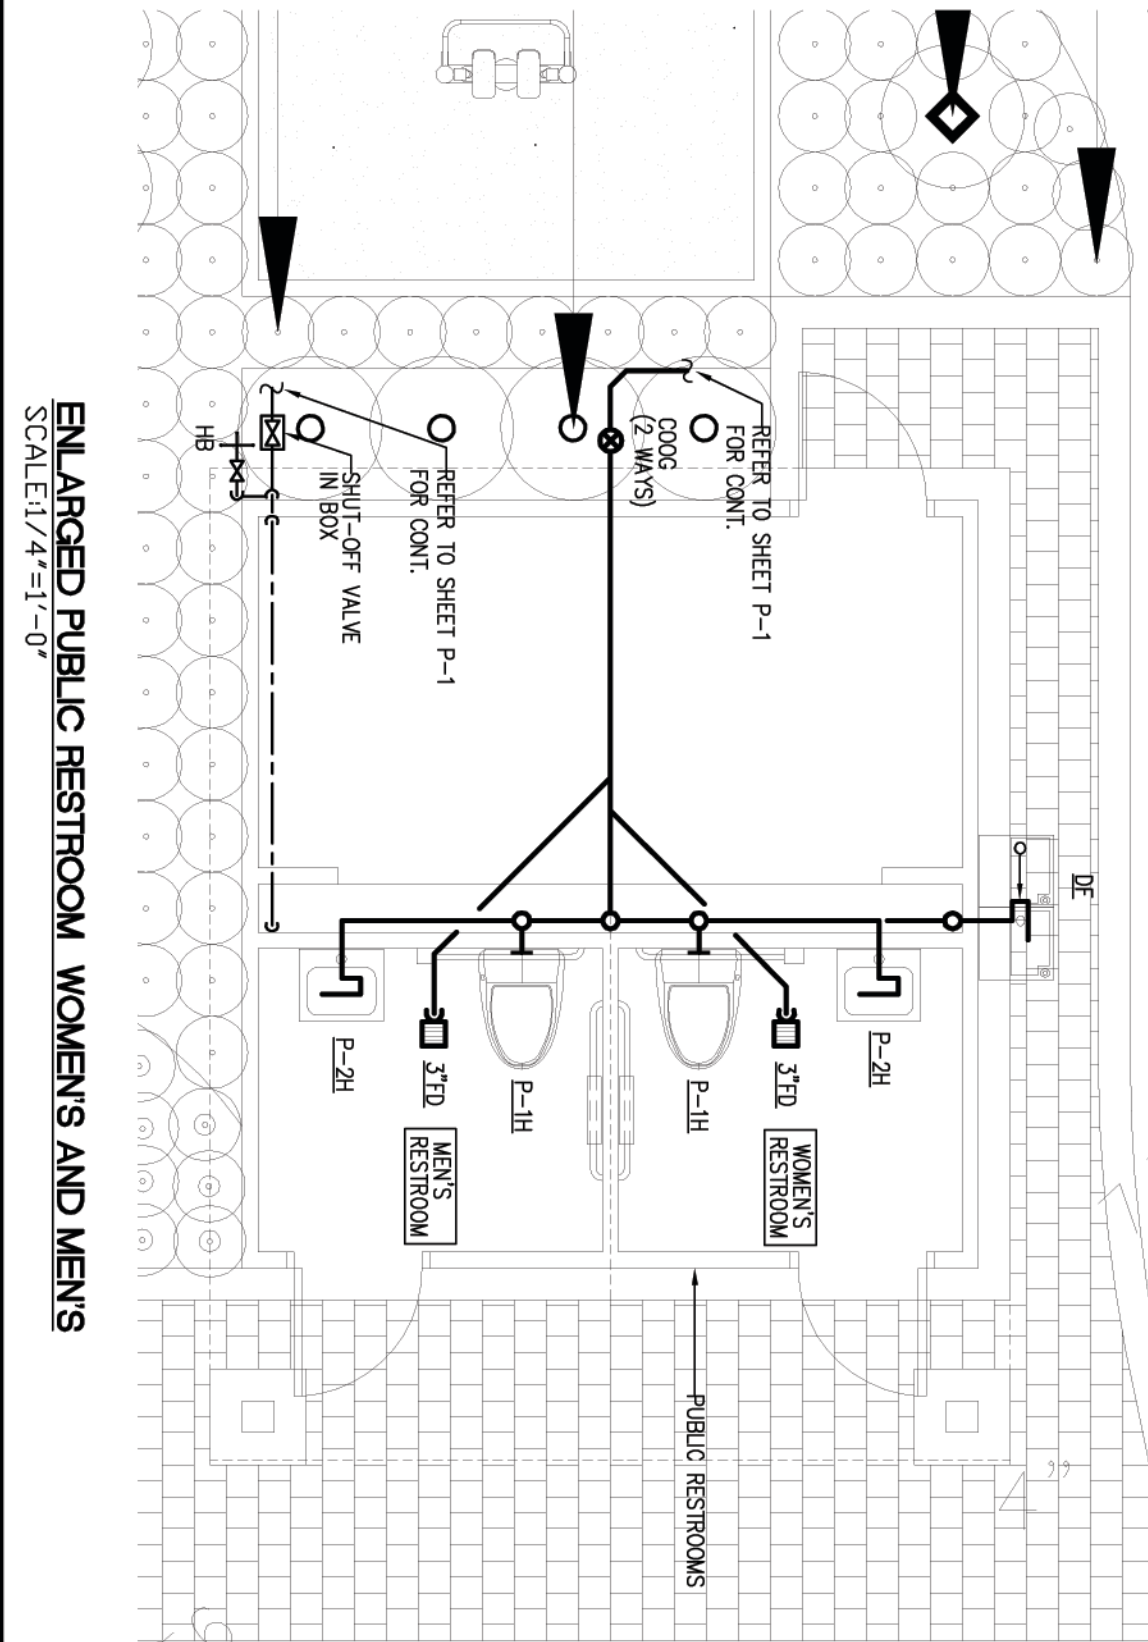 REFER TO SHEET P-1
FOR CONT.
COOG
(2 WAYS)
REFER TO SHEET P-1
FOR CONT.
SHUT-OFF VALVE
IN BOX
HB
DF
P-2H
3"FD
P-1H
P-1H
3"FD
P-2H
WOMEN'S
RESTROOM
MEN'S
RESTROOM
PUBLIC RESTROOMS
ENLARGED PUBLIC RESTROOM WOMEN'S AND MEN'S
SCALE:1/4"=1'-0"